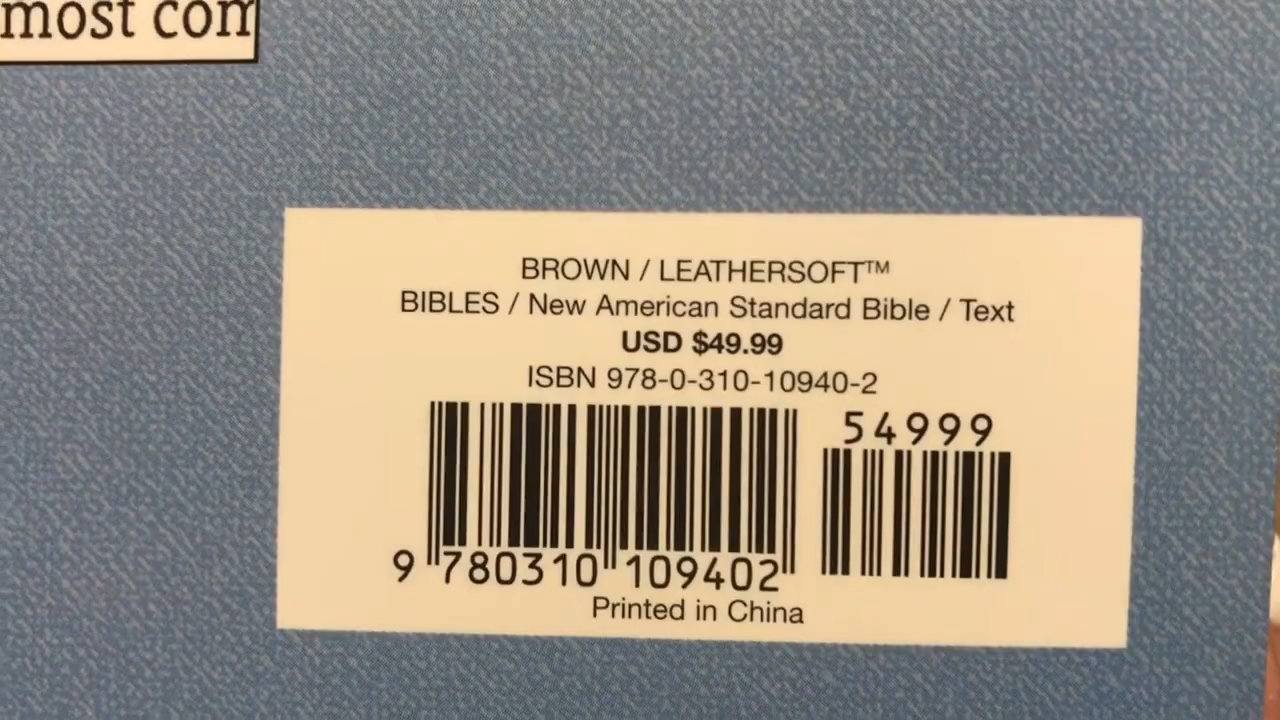 most com
BROWN / LEATHERSOFT™
BIBLES / New American Standard Bible / Text
USD $49.99
ISBN 978-0-310-10940-2
54999
9 780310 109402
Printed in China